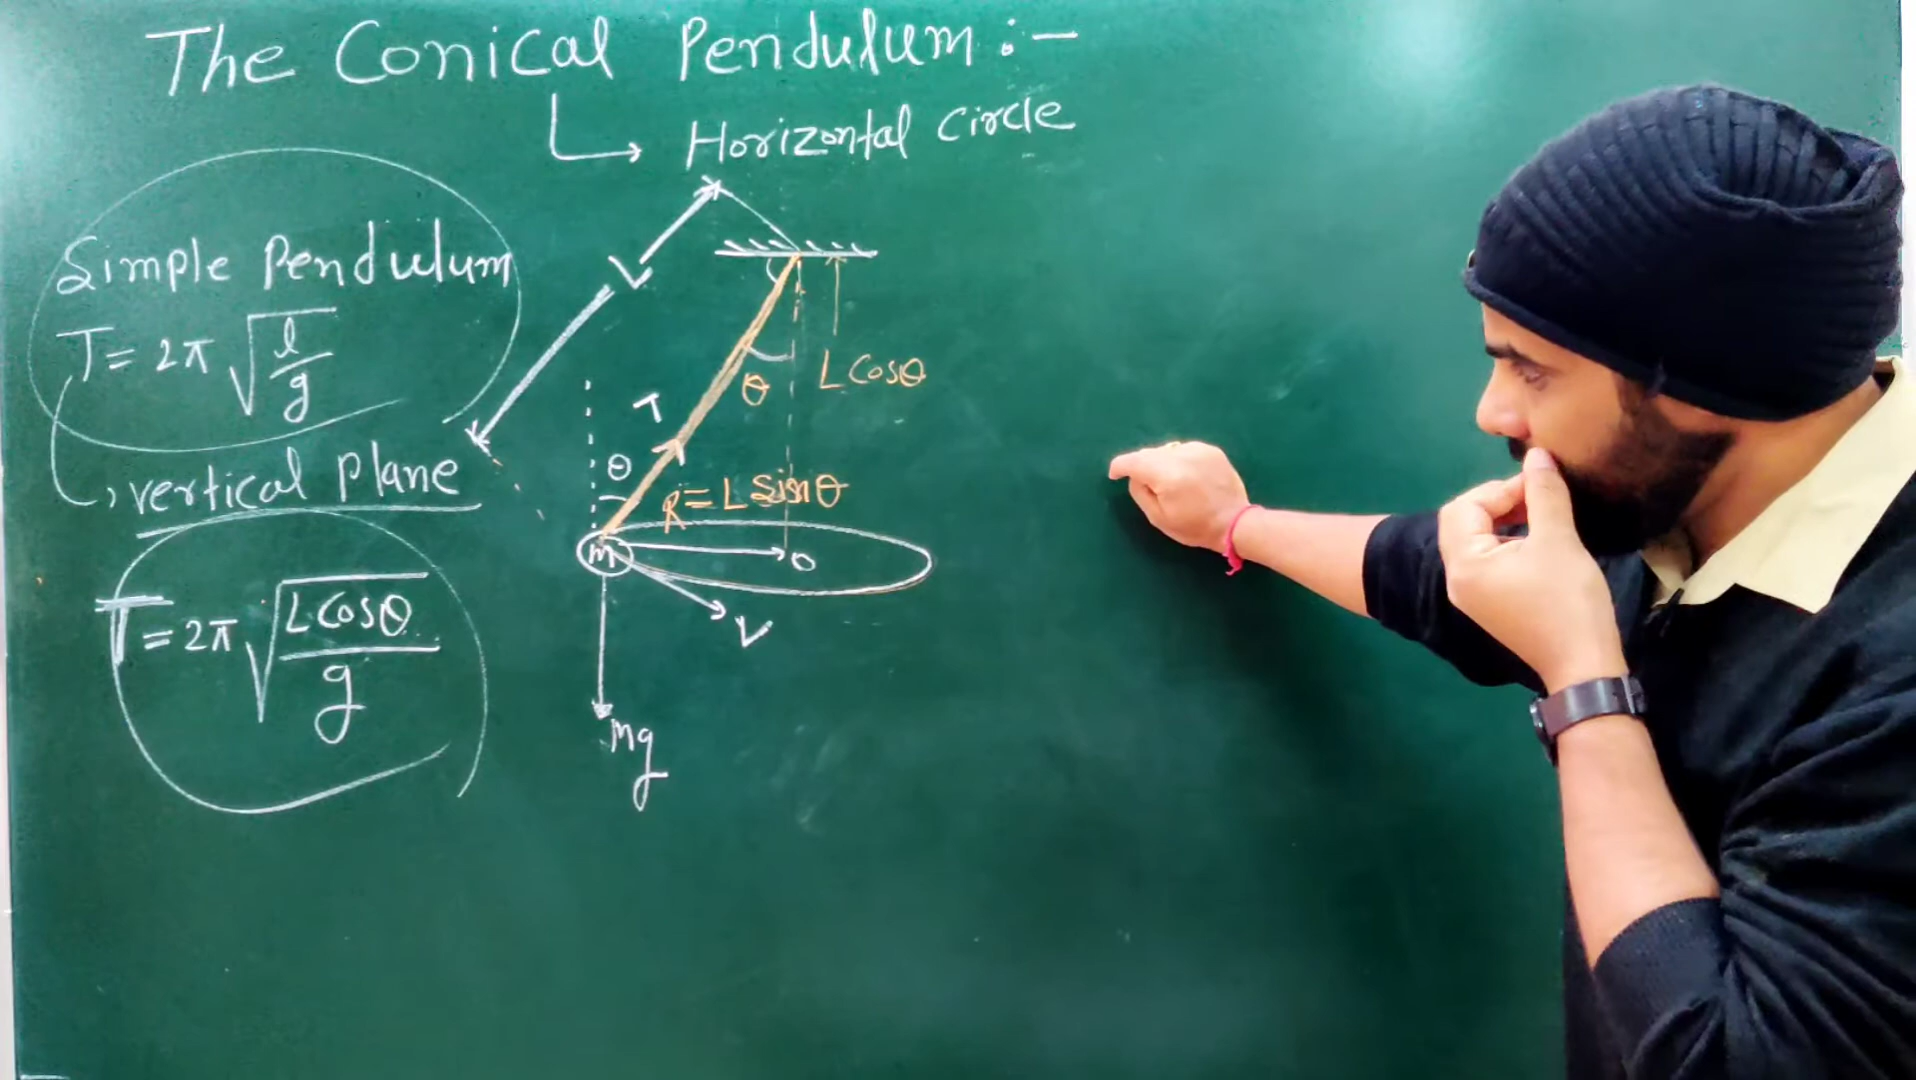 The Conical Pendulum :-
Horizontal Circle
Simple Pendulum
T = 2π √(l/g)
vertical Plane
T = 2π √(L Cosθ/g)
L
θ
L Cosθ
T
θ
R = L Sinθ
m
O
V
mg